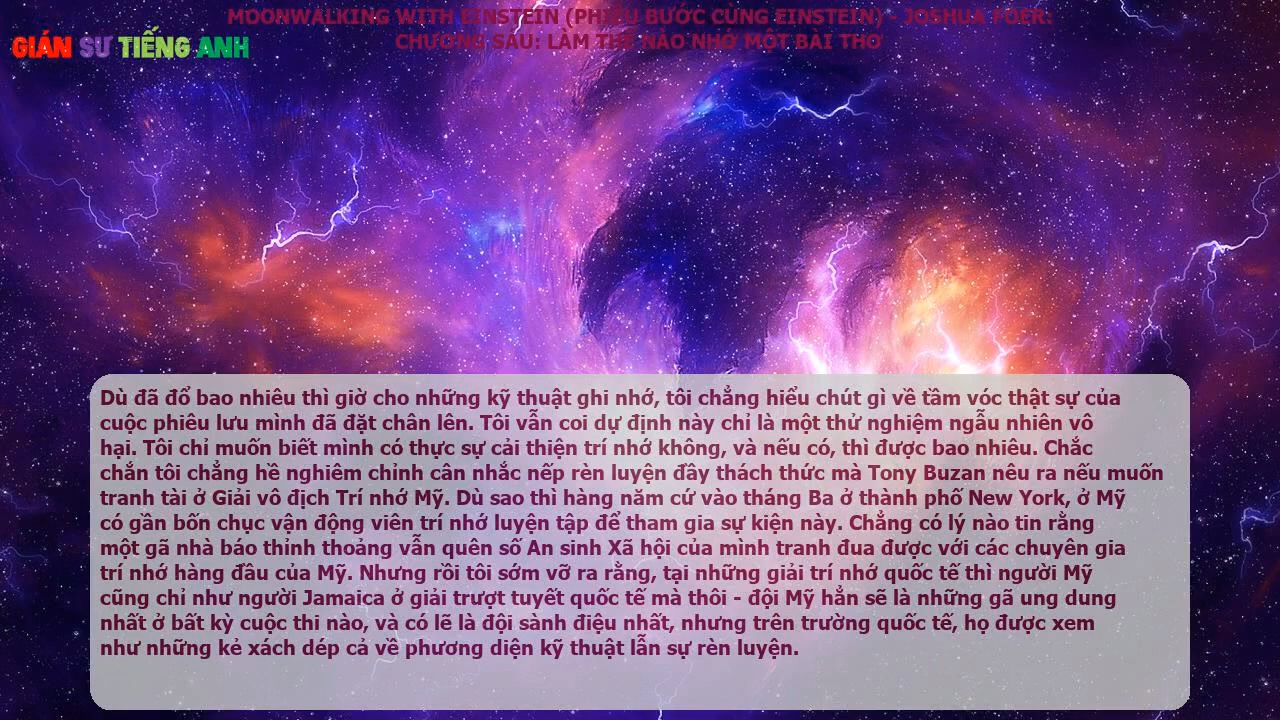 MOONWALKING WITH EINSTEIN (PHIÊU BƯỚC CÙNG EINSTEIN) - JOSHUA FOER:
CHƯƠNG SÁU: LÀM THẾ NÀO NHỚ MỘT BÀI THƠ
GIÁN SƯ TIẾNG ANH
Dù đã đổ bao nhiêu thì giờ cho những kỹ thuật ghi nhớ, tôi chẳng hiểu chút gì về tầm vóc thật sự của
cuộc phiêu lưu mình đã đặt chân lên. Tôi vẫn coi dự định này chỉ là một thử nghiệm ngẫu nhiên vô
hại. Tôi chỉ muốn biết mình có thực sự cải thiện trí nhớ không, và nếu có, thì được bao nhiêu. Chắc
chắn tôi chẳng hề nghiêm chỉnh cân nhắc nếp rèn luyện đầy thách thức mà Tony Buzan nêu ra nếu muốn
tranh tài ở Giải vô địch Trí nhớ Mỹ. Dù sao thì hàng năm cứ vào tháng Ba ở thành phố New York, ở Mỹ
có gần bốn chục vận động viên trí nhớ luyện tập để tham gia sự kiện này. Chẳng có lý nào tin rằng
một gã nhà báo thỉnh thoảng vẫn quên số An sinh Xã hội của mình tranh đua được với các chuyên gia
trí nhớ hàng đầu của Mỹ. Nhưng rồi tôi sớm vỡ ra rằng, tại những giải trí nhớ quốc tế thì người Mỹ
cũng chỉ như người Jamaica ở giải trượt tuyết quốc tế mà thôi - đội Mỹ hẳn sẽ là những gã ung dung
nhất ở bất kỳ cuộc thi nào, và có lẽ là đội sành điệu nhất, nhưng trên trường quốc tế, họ được xem
như những kẻ xách dép cả về phương diện kỹ thuật lẫn sự rèn luyện.